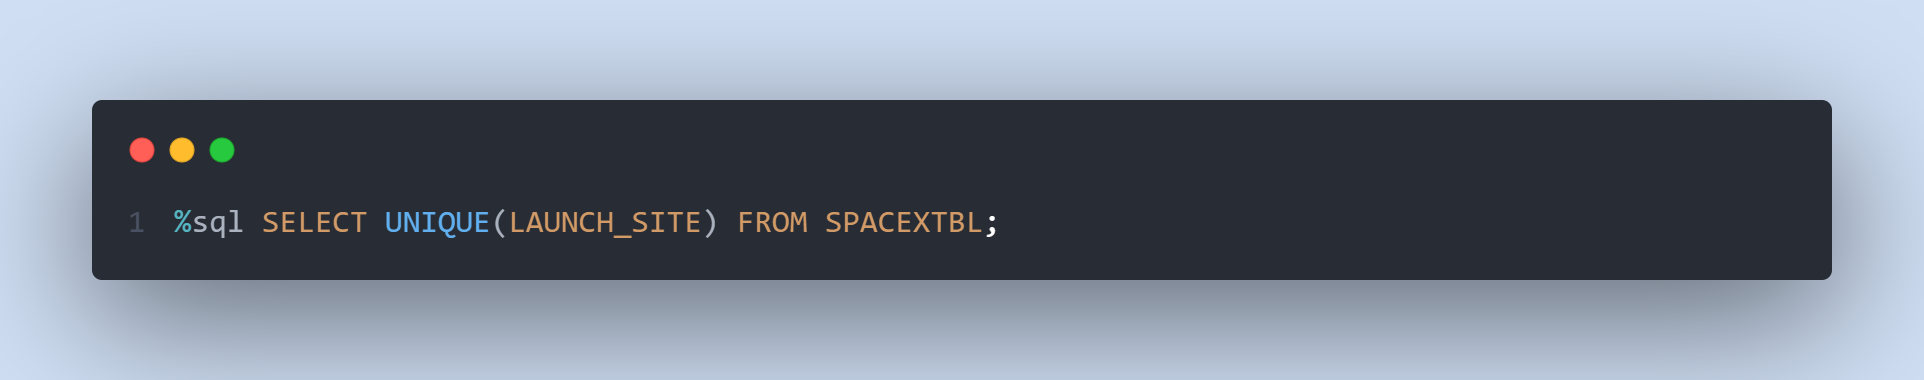 1 %sql SELECT UNIQUE(LAUNCH_SITE) FROM SPACEXTBL;